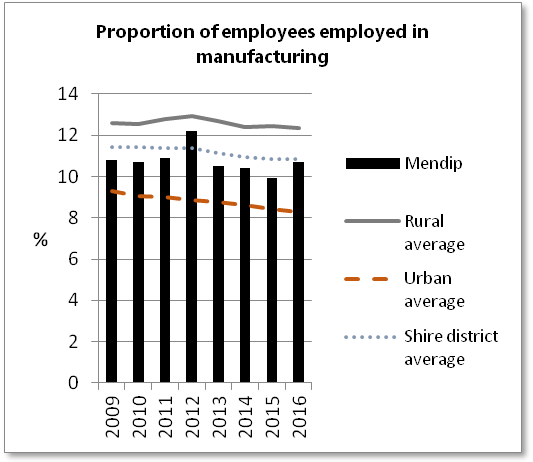 Proportion of employees employed in
manufacturing
14
12
10
8
6
4
2
0
%
2009
2010
2011
2012
2013
2014
2015
2016
Mendip
Rural
average
Urban
average
Shire district
average